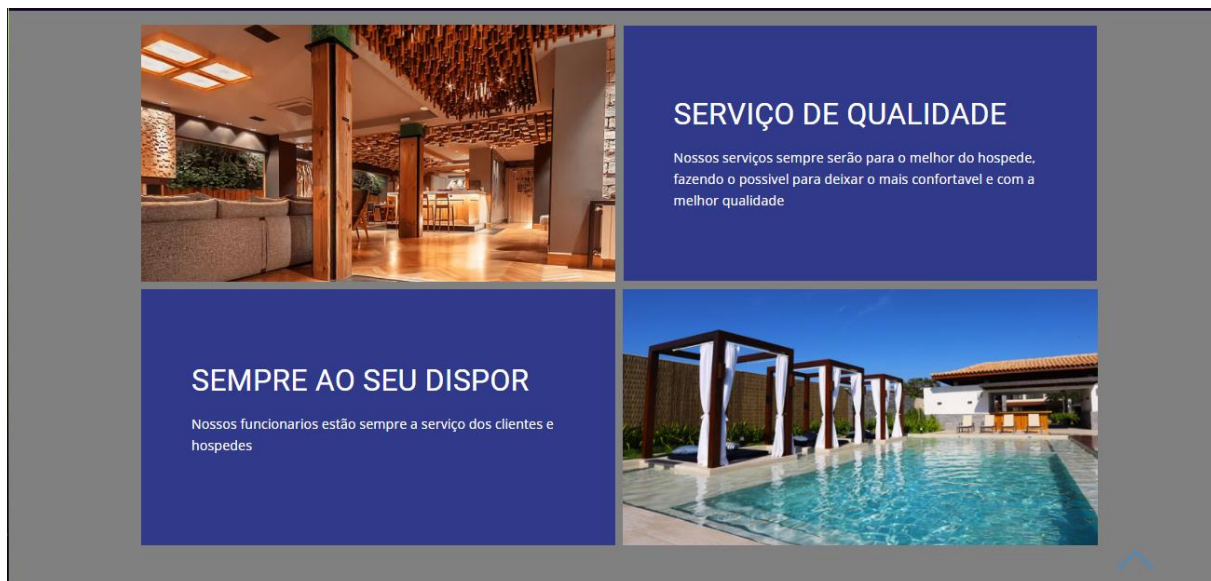 SERVIÇO DE QUALIDADE
Nossos serviços sempre serão para o melhor do hospede,
fazendo o possivel para deixar o mais confortavel e com a
melhor qualidade
SEMPRE AO SEU DISPOR
Nossos funcionarios estão sempre a serviço dos clientes e
hospedes